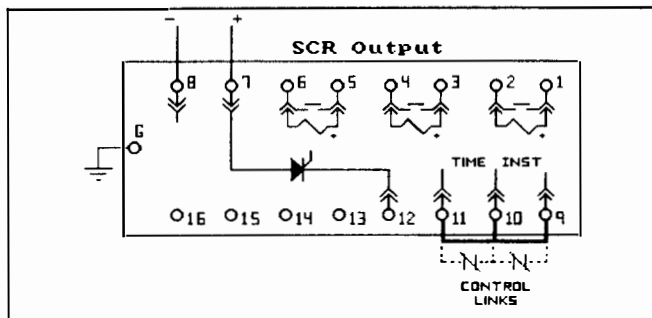 - +
SCR Output
8 7 6 5 4 3 2 1
+ + +
G
TIME INST
16 15 14 13 12 11 10 9
N N
CONTROL
LINKS